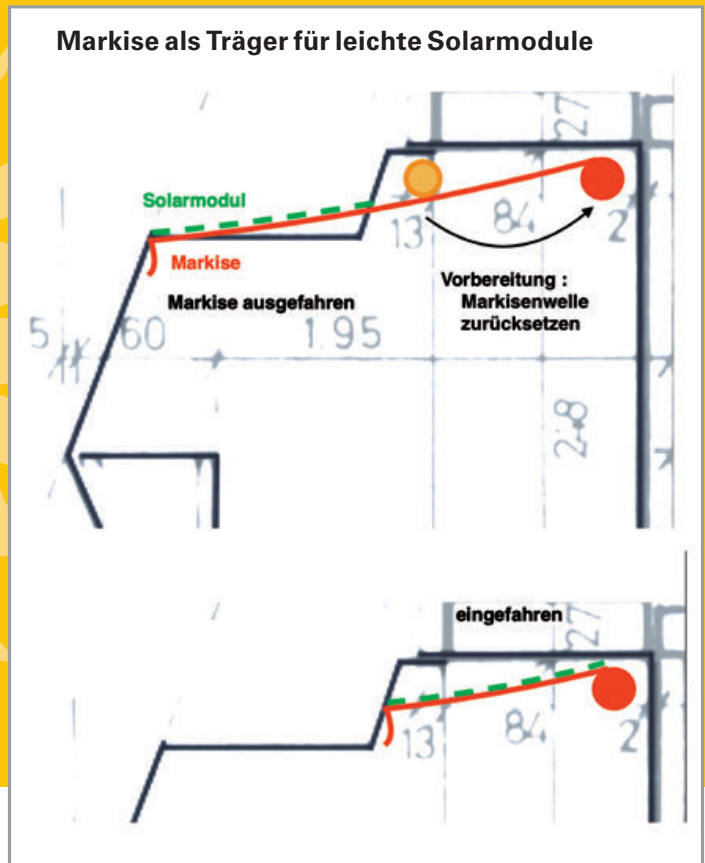 Markise als Träger für leichte Solarmodule
27
Solarmodul
13
84
2
Markise
Vorbereitung :
Markisenwelle
zurücksetzen
Markise ausgefahren
5
60
1.95
2.8
eingefahren
27
13
84
2